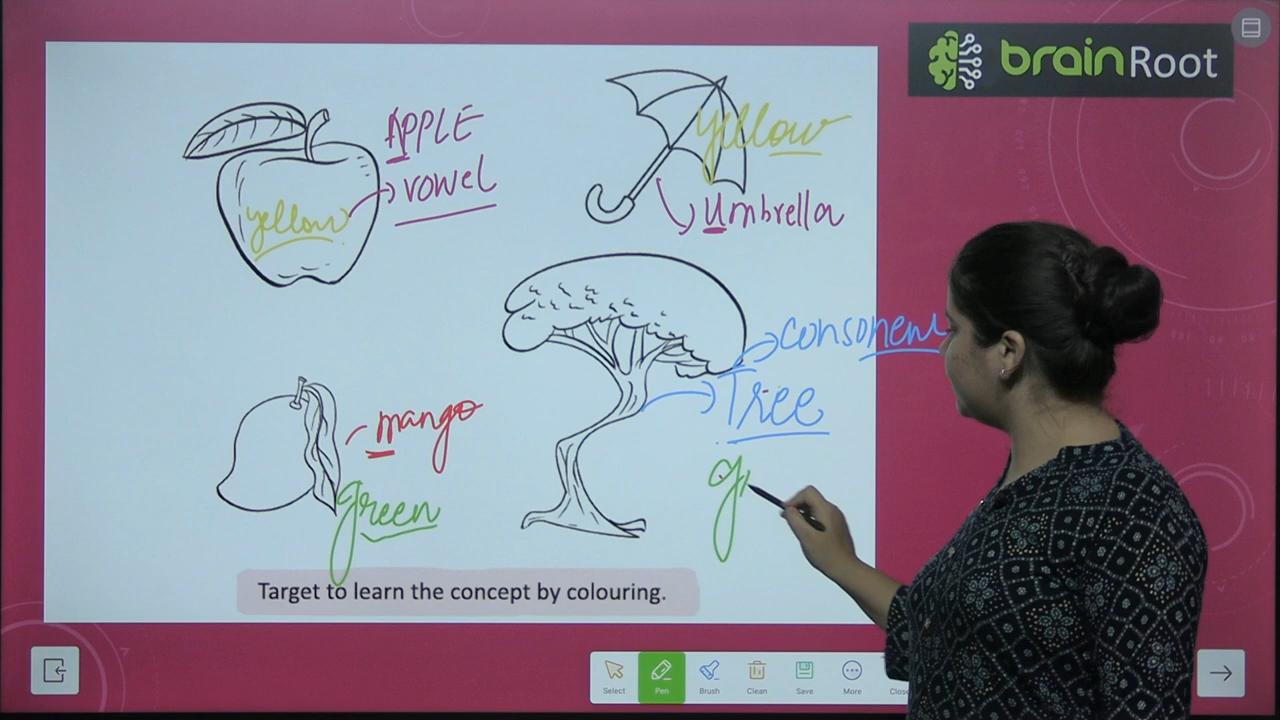 brainRoot
APPLE
vowel
yellow
yellow
umbrella
Tree
mango
green
g
Target to learn the concept by colouring.
Select
Pen
Brush
Clean
Save
More